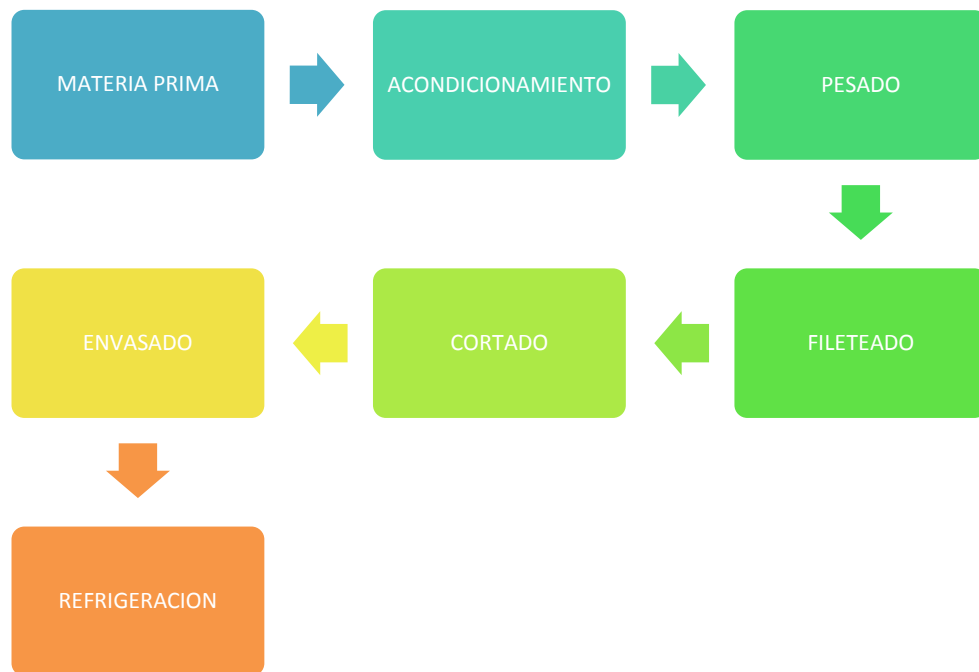 MATERIA PRIMA
ACONDICIONAMIENTO
PESADO
FILETEADO
CORTADO
ENVASADO
REFRIGERACION